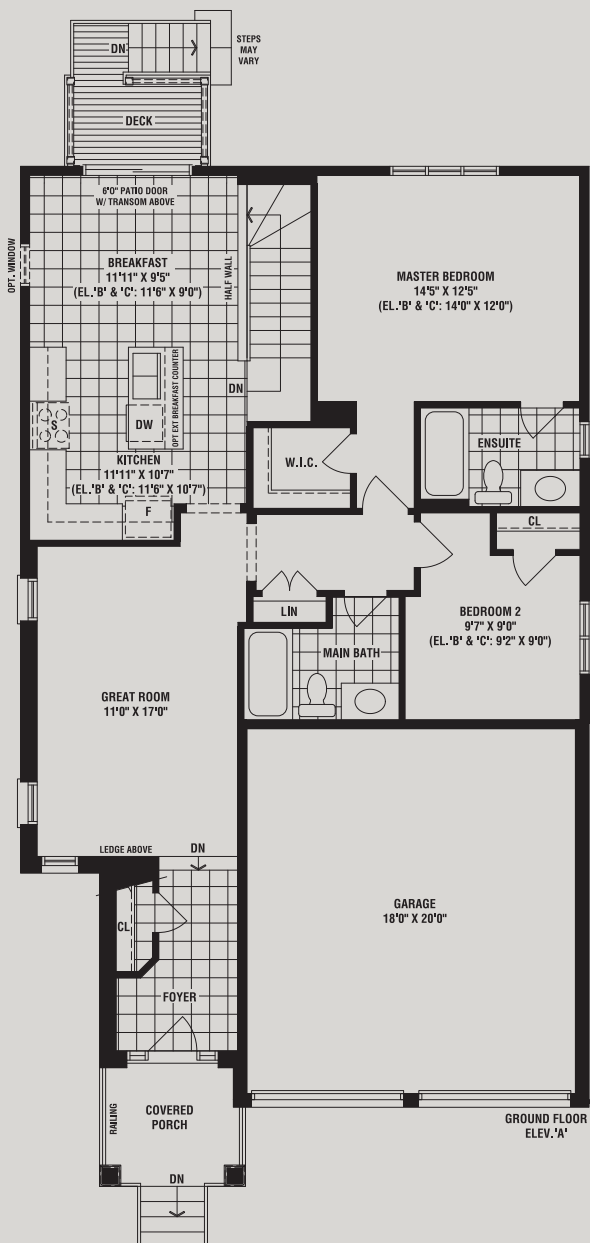 DN
STEPS
MAY
VARY
DECK
6'0" PATIO DOOR
W/ TRANSOM ABOVE
OPT. WINDOW
BREAKFAST
11'11" X 9'5"
(EL.'B' & 'C': 11'6" X 9'0")
HALF WALL
MASTER BEDROOM
14'5" X 12'5"
(EL.'B' & 'C': 14'0" X 12'0")
DN
S
DW
OPT EXT BREAKFAST COUNTER
KITCHEN
11'11" X 10'7"
(EL.'B' & 'C': 11'6" X 10'7")
F
W.I.C.
ENSUITE
CL
LIN
BEDROOM 2
9'7" X 9'0"
(EL.'B' & 'C': 9'2" X 9'0")
MAIN BATH
GREAT ROOM
11'0" X 17'0"
LEDGE ABOVE
DN
CL
FOYER
GARAGE
18'0" X 20'0"
RAILING
COVERED
PORCH
DN
GROUND FLOOR
ELEV.'A'